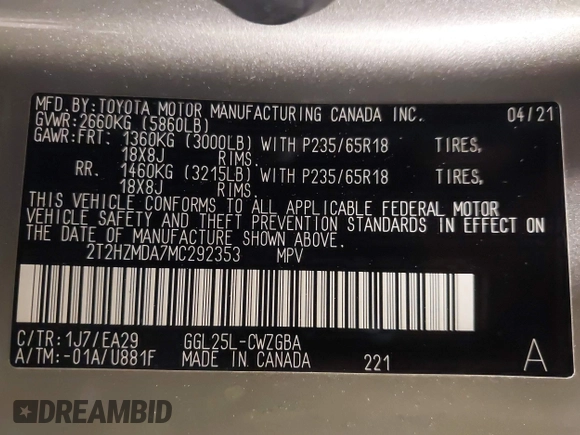 MFD. BY: TOYOTA MOTOR MANUFACTURING CANADA INC. 04/21
GVWR: 2660KG (5860LB)
GAWR: FRT. 1360KG (3000LB) WITH P235/65R18 TIRES,
18X8J RIMS.
RR. 1460KG (3215LB) WITH P235/65R18 TIRES,
18X8J RIMS.
THIS VEHICLE CONFORMS TO ALL APPLICABLE FEDERAL MOTOR
VEHICLE SAFETY AND THEFT PREVENTION STANDARDS IN EFFECT ON
THE DATE OF MANUFACTURE SHOWN ABOVE.
2T2HZMDA7MC292353 MPV
C/TR: 1J7/EA29 GGL25L-CWZGBA
A/TM: -01A/U881F MADE IN CANADA 221 A
DREAMBID